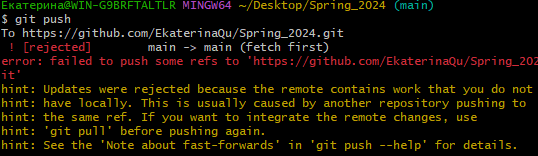 Екатерина@WIN-G9BRFTALTLR MINGW64 ~/Desktop/Spring_2024 (main)
$ git push
To https://github.com/EkaterinaQu/Spring_2024.git
 ! [rejected]        main -> main (fetch first)
error: failed to push some refs to 'https://github.com/EkaterinaQu/Spring_202
it'
hint: Updates were rejected because the remote contains work that you do not
hint: have locally. This is usually caused by another repository pushing to
hint: the same ref. If you want to integrate the remote changes, use
hint: 'git pull' before pushing again.
hint: See the 'Note about fast-forwards' in 'git push --help' for details.